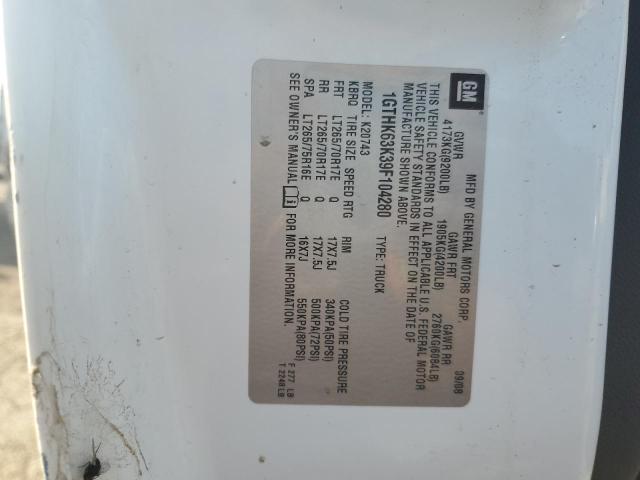 GM MFD BY GENERAL MOTORS CORP. 09/08
GVWR GAWR FRT GAWR RR
4173KG(9200LB) 1905KG(4200LB) 2760KG(6084LB)
THIS VEHICLE CONFORMS TO ALL APPLICABLE U.S. FEDERAL MOTOR
VEHICLE SAFETY STANDARDS IN EFFECT ON THE DATE OF
MANUFACTURE SHOWN ABOVE.
1GTHK63K39F104280 TYPE: TRUCK
MODEL: K20743
KBRQ TIRE SIZE SPEED RTG RIM COLD TIRE PRESSURE
FRT LT265/70R17E Q 17X7.5J 340KPA(50PSI)
RR LT265/70R17E Q 17X7.5J 500KPA(72PSI)
SPA LT265/75R16E Q 16X7J 550KPA(80PSI)
SEE OWNER'S MANUAL i FOR MORE INFORMATION F 277 LB
T 2248 LB